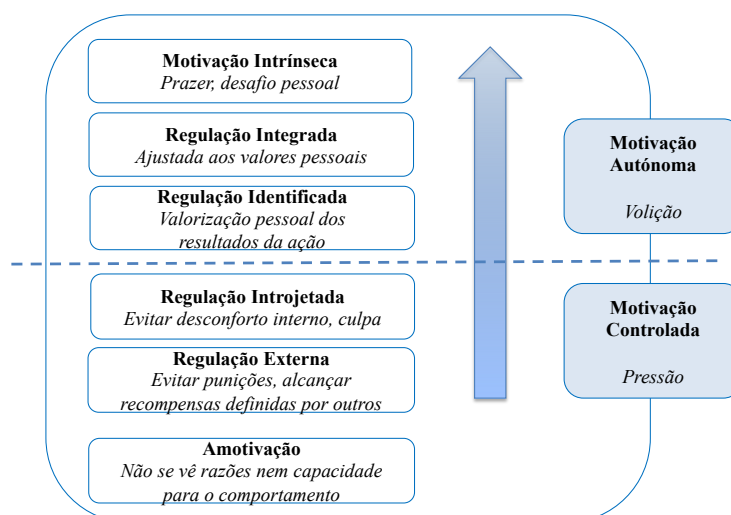 Motivação Intrínseca
Prazer, desafio pessoal
Regulação Integrada
Ajustada aos valores pessoais
Regulação Identificada
Valorização pessoal dos
resultados da ação
Motivação
Autónoma
Volição
Regulação Introjetada
Evitar desconforto interno, culpa
Regulação Externa
Evitar punições, alcançar
recompensas definidas por outros
Motivação
Controlada
Pressão
Amotivação
Não se vê razões nem capacidade
para o comportamento